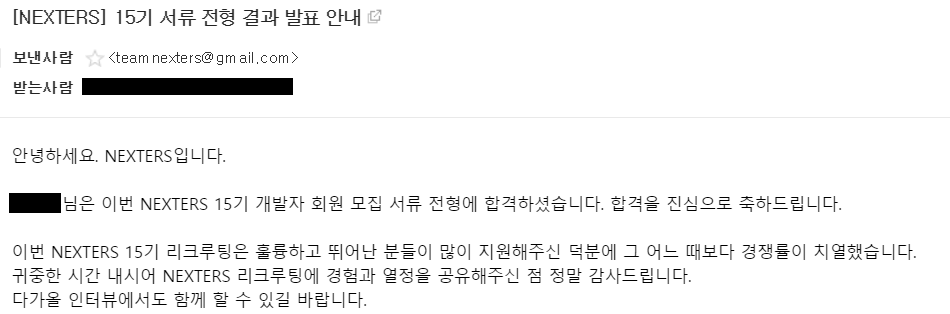 [NEXTERS] 15기 서류 전형 결과 발표 안내
보낸사람 <teamnexters@gmail.com>
받는사람
안녕하세요. NEXTERS입니다.
님은 이번 NEXTERS 15기 개발자 회원 모집 서류 전형에 합격하셨습니다. 합격을 진심으로 축하드립니다.
이번 NEXTERS 15기 리크루팅은 훌륭하고 뛰어난 분들이 많이 지원해주신 덕분에 그 어느 때보다 경쟁률이 치열했습니다.
귀중한 시간 내시어 NEXTERS 리크루팅에 경험과 열정을 공유해주신 점 정말 감사드립니다.
다가올 인터뷰에서도 함께 할 수 있길 바랍니다.